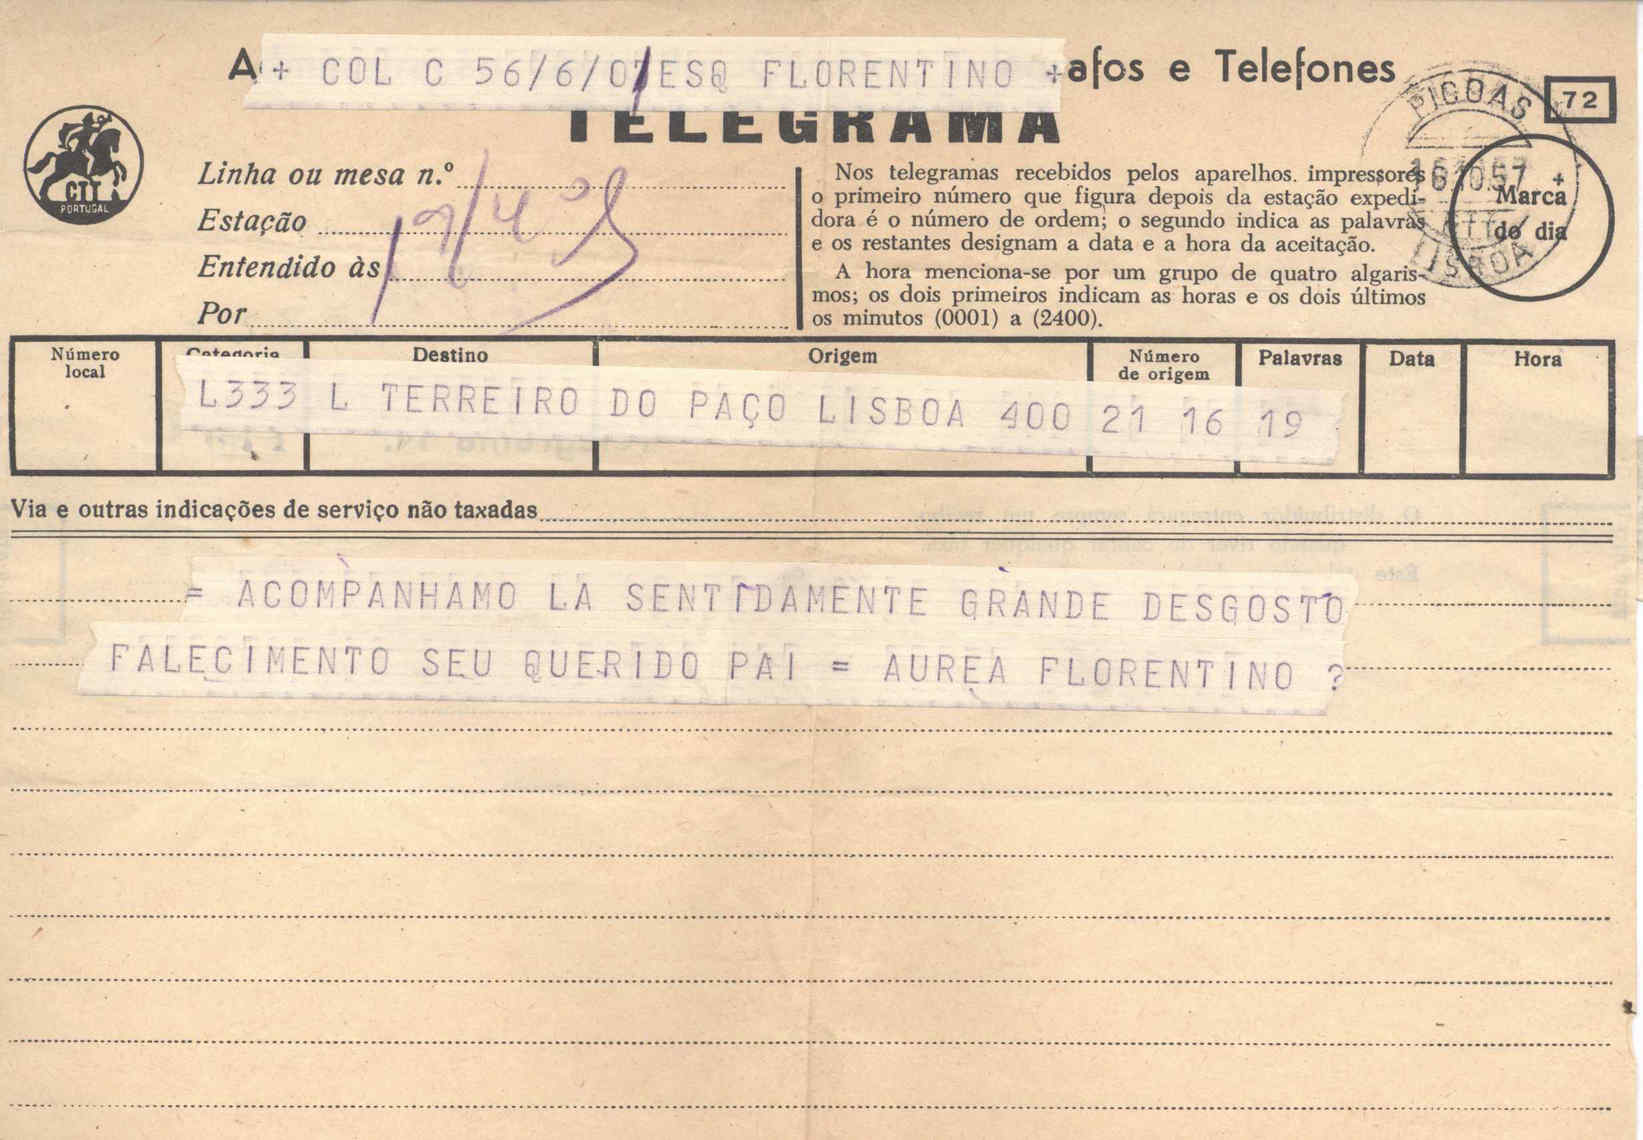 A + COL C 56/6/0 ESQ FLORENTINO + afos e Telefones
TELEGRAMA
72
CTT
PORTUGAL
PICOAS
16.10.57
CTT
LISBOA
Marca
do dia
Linha ou mesa n.º
Estação
Entendido às
Por
Nos telegramas recebidos pelos aparelhos. impressores
o primeiro número que figura depois da estação expedi-
dora é o número de ordem; o segundo indica as palavras
e os restantes designam a data e a hora da aceitação.
A hora menciona-se por um grupo de quatro algaris-
mos; os dois primeiros indicam as horas e os dois últimos
os minutos (0001) a (2400).
Número local Categoria Destino Origem Número de origem Palavras Data Hora
L333 L TERREIRO DO PAÇO LISBOA 400 21 16 19
Via e outras indicações de serviço não taxadas
= ACOMPANHAMO LA SENTIDAMENTE GRANDE DESGOSTO
FALECIMENTO SEU QUERIDO PAI = AUREA FLORENTINO ?